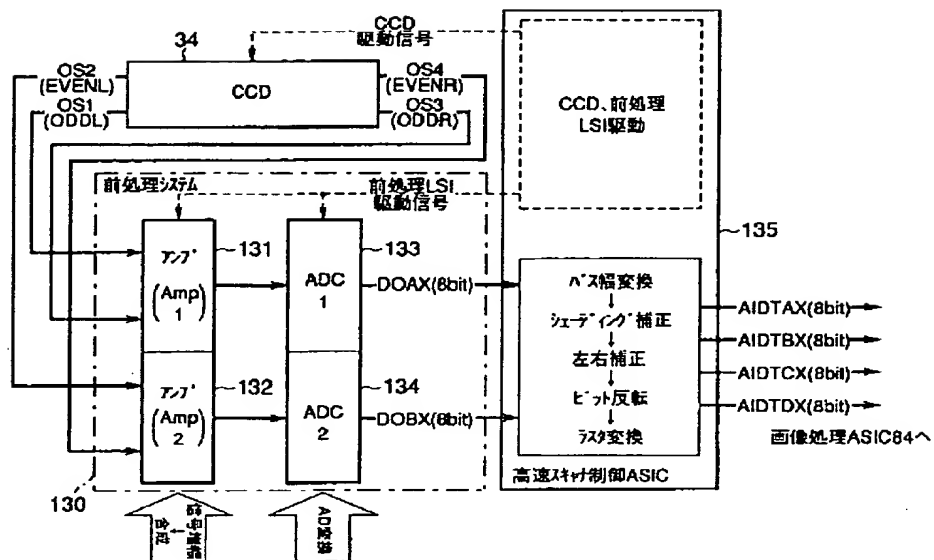 CCD
駆動信号
34
OS2
(EVENL)
OS1
(ODDL)
CCD
OS4
(EVENR)
OS3
(ODDR)
CCD、前処理
LSI駆動
前処理システム
前処理LSI
駆動信号
135
アンプ
(Amp 1)
131
ADC
1
133
DOAX(8bit)
アンプ
(Amp 2)
132
ADC
2
134
DOBX(8bit)
バス幅変換
シェーディング補正
左右補正
ビット反転
ラスタ変換
高速スキャナ制御ASIC
AIDTAX(8bit)
AIDTBX(8bit)
AIDTCX(8bit)
AIDTDX(8bit)
画像処理ASIC84へ
130
信号増幅
合成
AD変換